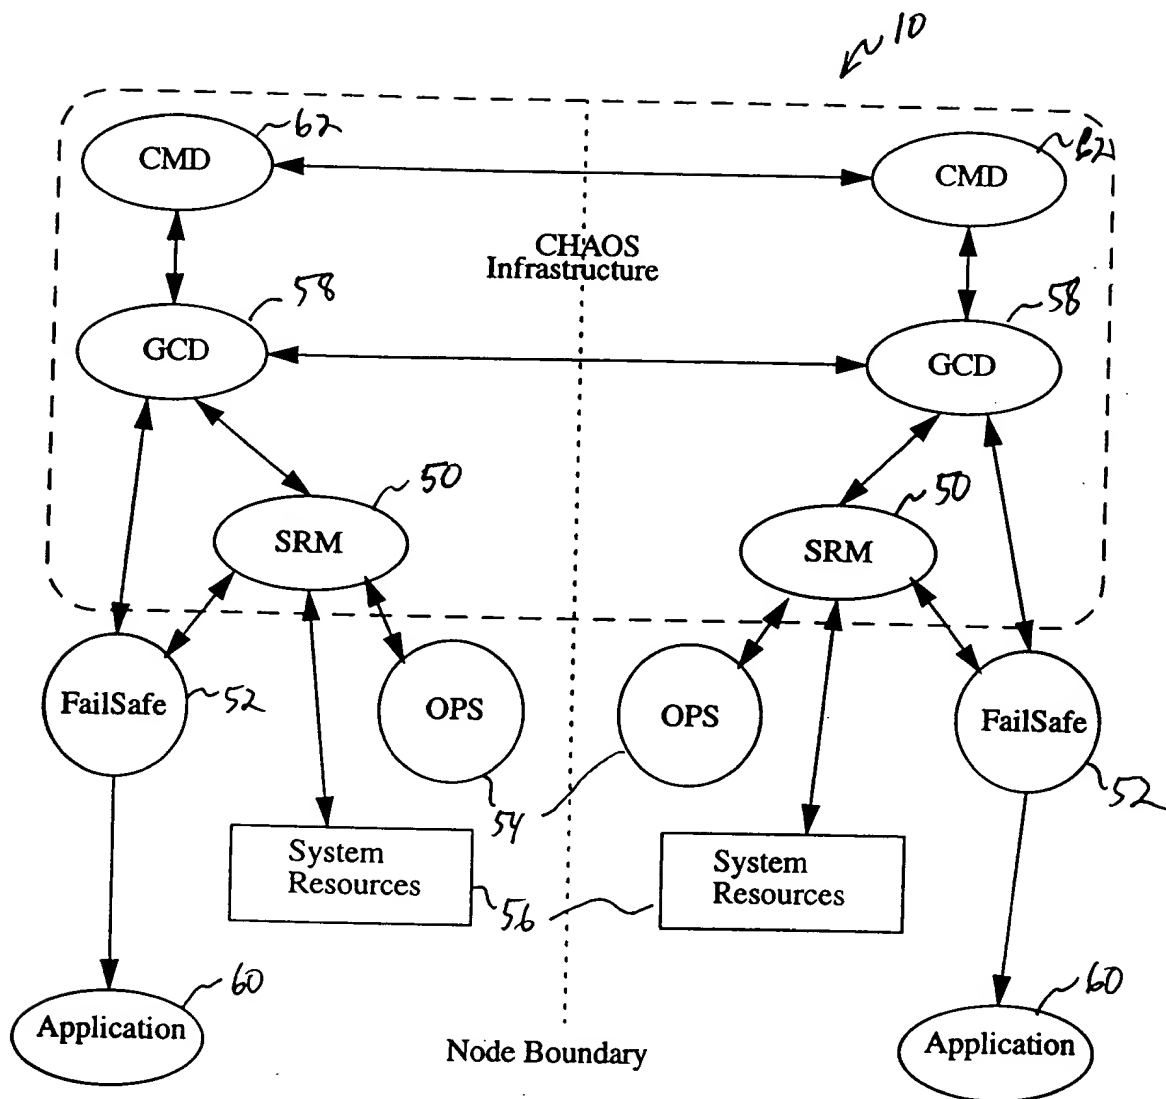 10
62
CMD
62
CMD
CHAOS
Infrastructure
58
GCD
58
GCD
50
SRM
50
SRM
FailSafe
52
OPS
54
OPS
FailSafe
52
System
Resources
56
System
Resources
60
Application
60
Application
Node Boundary